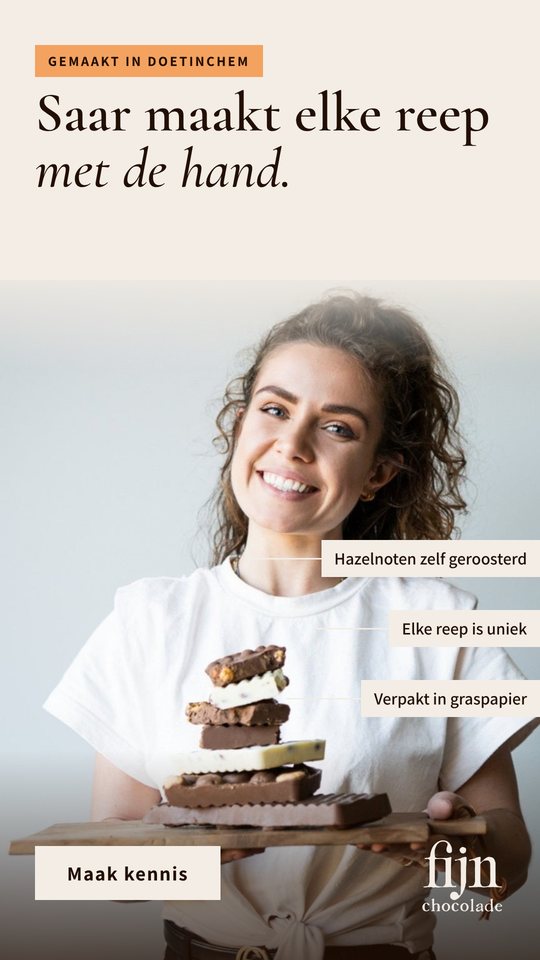 GEMAAKT IN DOETINCHEM
Saar maakt elke reep
met de hand.
Hazelnoten zelf geroosterd
Elke reep is uniek
Verpakt in graspapier
Maak kennis
fijn
chocolade